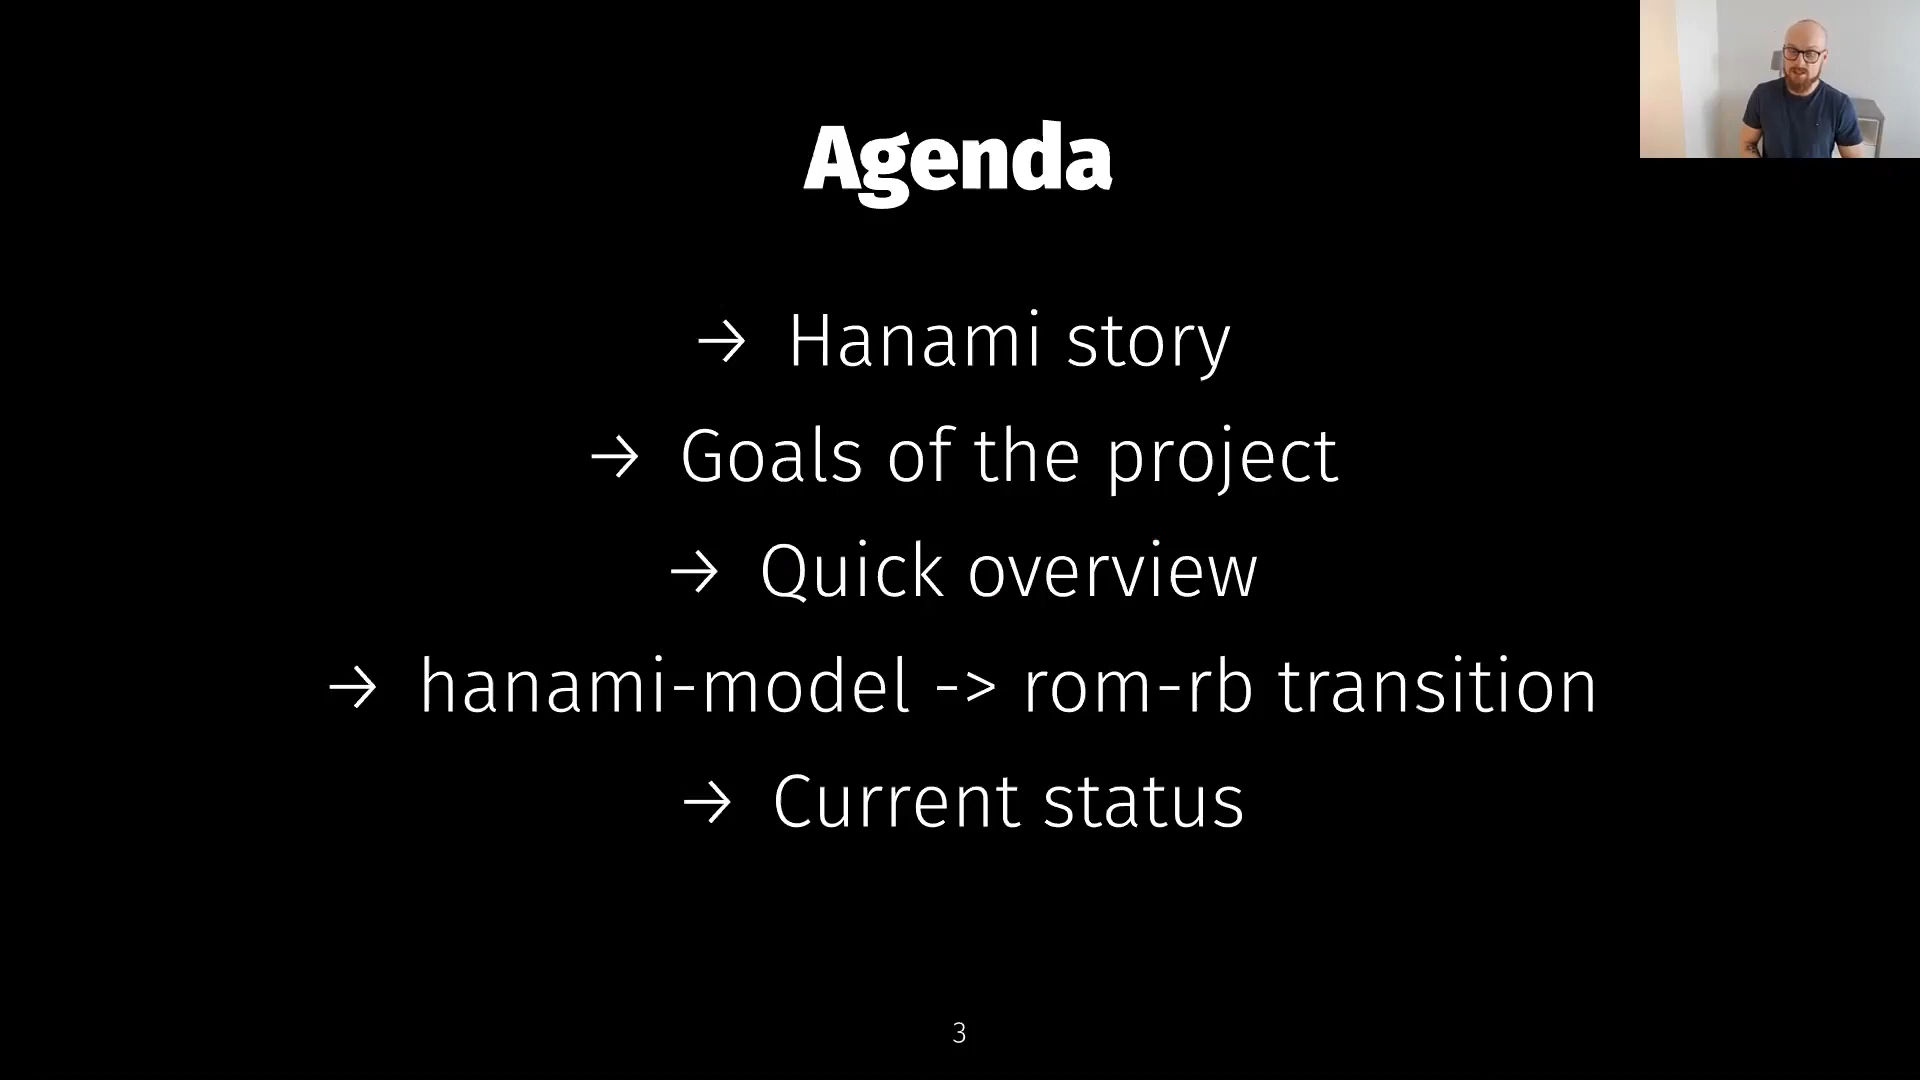 Agenda
→ Hanami story
→ Goals of the project
→ Quick overview
→ hanami-model -> rom-rb transition
→ Current status
3